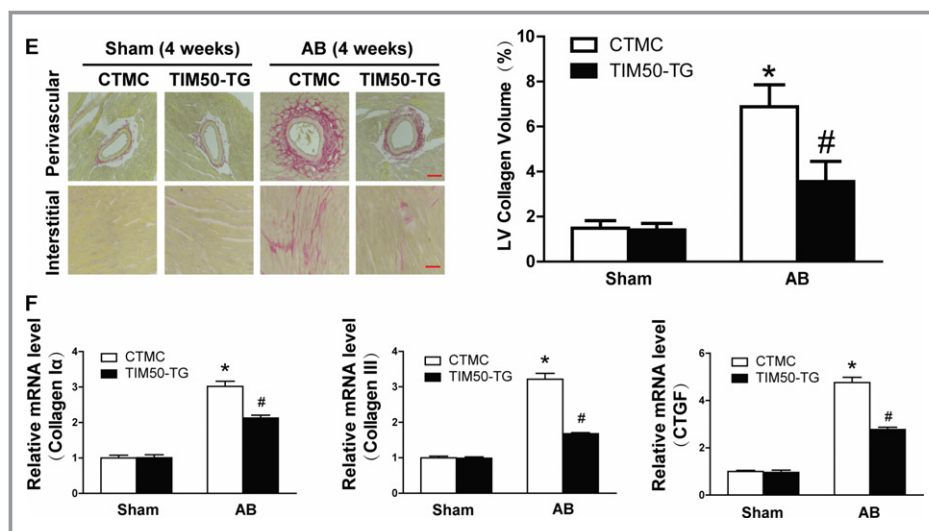 E
Sham (4 weeks) AB (4 weeks)
CTMC TIM50-TG CTMC TIM50-TG
Perivascular
Interstitial
LV Collagen Volume (%)
10
8
6
4
2
0
CTMC
TIM50-TG
*
#
Sham AB
F
Relative mRNA level
(Collagen Iα)
4
3
2
1
0
CTMC
TIM50-TG
*
#
Sham AB
Relative mRNA level
(Collagen III)
4
3
2
1
0
CTMC
TIM50-TG
*
#
Sham AB
Relative mRNA level
(CTGF)
6
4
2
0
CTMC
TIM50-TG
*
#
Sham AB